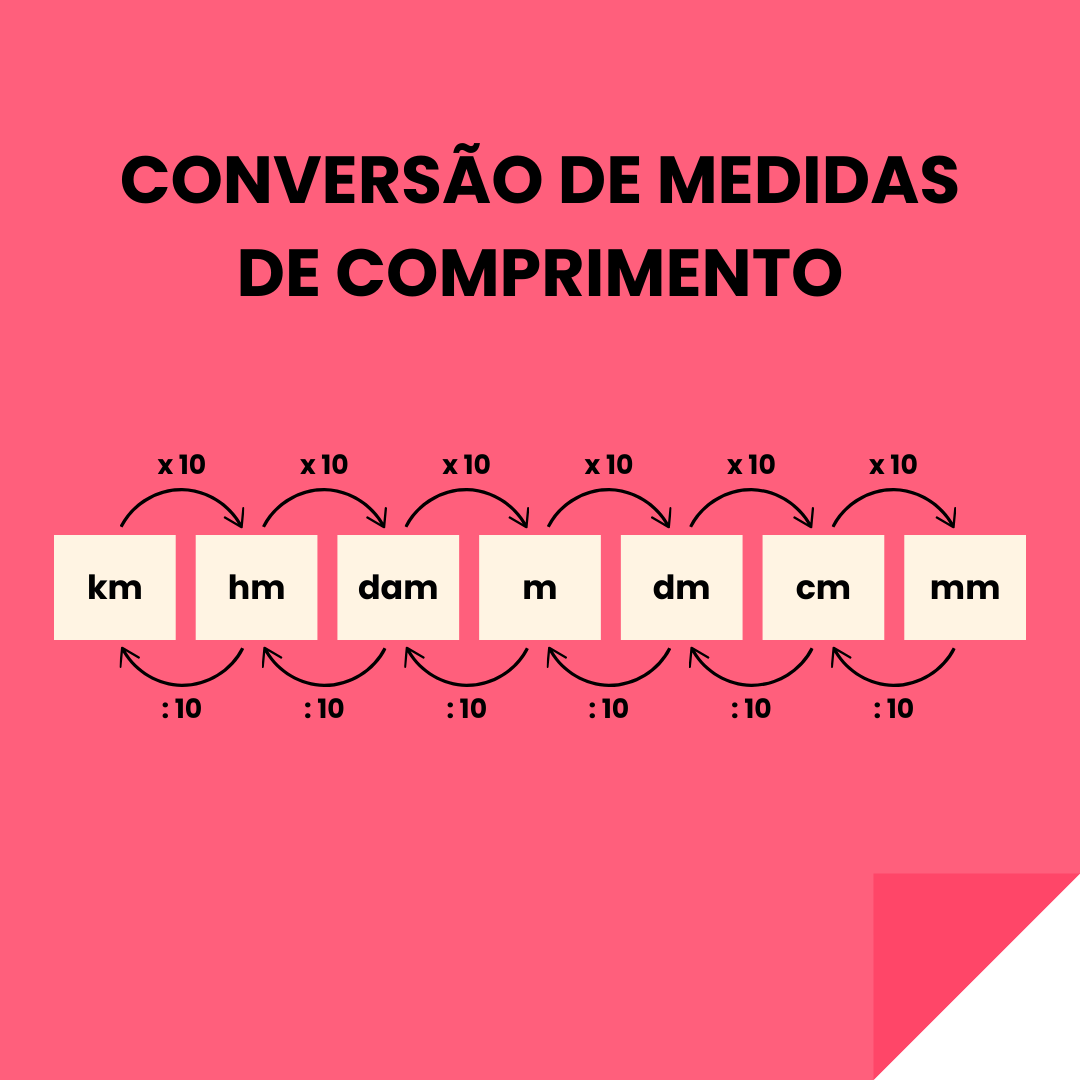 CONVERSÃO DE MEDIDAS
DE COMPRIMENTO
x 10 x 10 x 10 x 10 x 10 x 10
km hm dam m dm cm mm
: 10 : 10 : 10 : 10 : 10 : 10